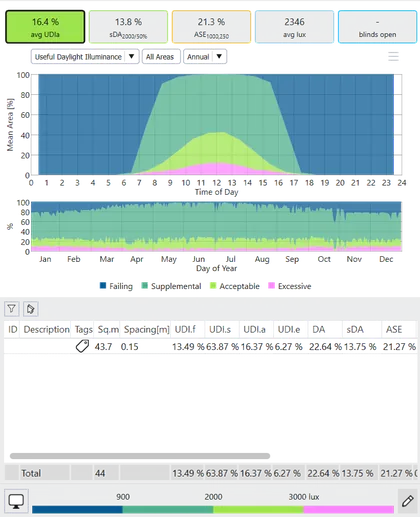 16.4 % 13.8 % 21.3 % 2346 -
avg UDIa sDA2000/50% ASE1000,250 avg lux blinds open
Useful Daylight Illuminance All Areas Annual
100
80
60
40
20
0
Mean Area [%]
0 1 2 3 4 5 6 7 8 9 10 11 12 13 14 15 16 17 18 19 20 21 22 23 24
Time of Day
100
80
60
40
20
0
%
Jan Feb Mar Apr May Jun Jul Aug Sep Oct Nov Dec
Day of Year
Failing Supplemental Acceptable Excessive
ID Description Tags Sq.m Spacing[m] UDI.f UDI.s UDI.a UDI.e DA sDA ASE
43.7 0.15 13.49 % 63.87 % 16.37 % 6.27 % 22.64 % 13.75 % 21.27 %
Total 44 13.49 % 63.87 % 16.37 % 6.27 % 22.64 % 13.75 % 21.27 %
900 2000 3000 lux